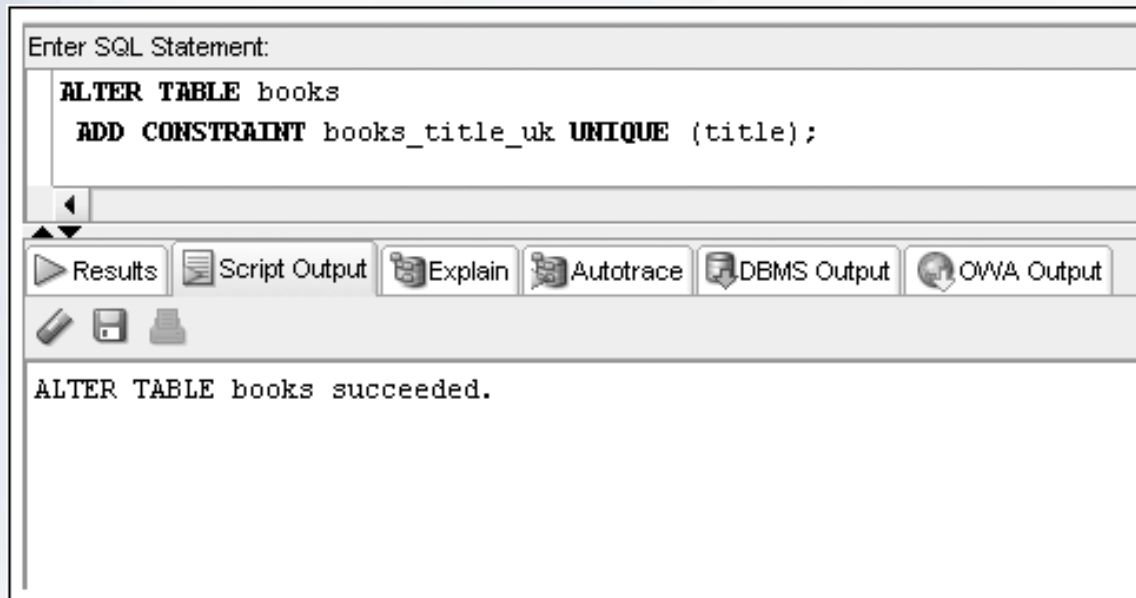 Enter SQL Statement:
ALTER TABLE books
ADD CONSTRAINT books_title_uk UNIQUE (title);
Results Script Output Explain Autotrace DBMS Output OWA Output
ALTER TABLE books succeeded.